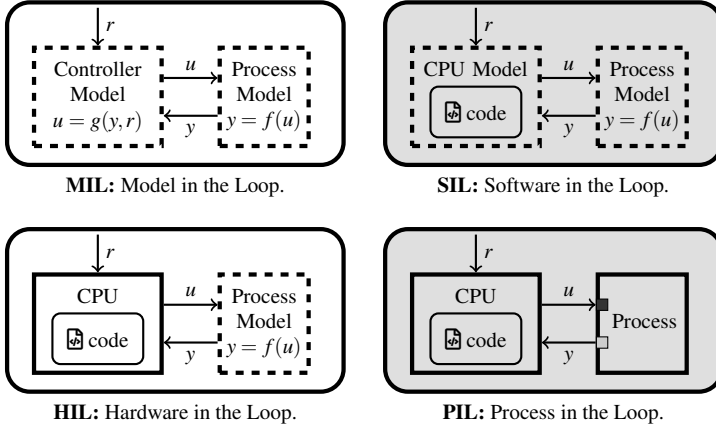 r
Controller
Model
u = g(y,r)
u
y
Process
Model
y = f(u)
MIL: Model in the Loop.
r
CPU Model
code
u
y
Process
Model
y = f(u)
SIL: Software in the Loop.
r
CPU
code
u
y
Process
Model
y = f(u)
HIL: Hardware in the Loop.
r
CPU
code
u
y
Process
PIL: Process in the Loop.